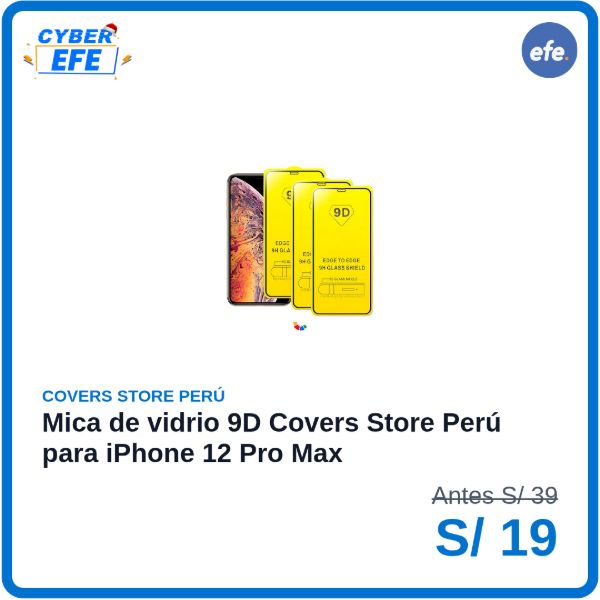 CYBER
EFE
efe.
9D
EDGE TO EDGE
9H GLASS SHIELD
COVERS STORE PERÚ
Mica de vidrio 9D Covers Store Perú
para iPhone 12 Pro Max
Antes S/ 39
S/ 19